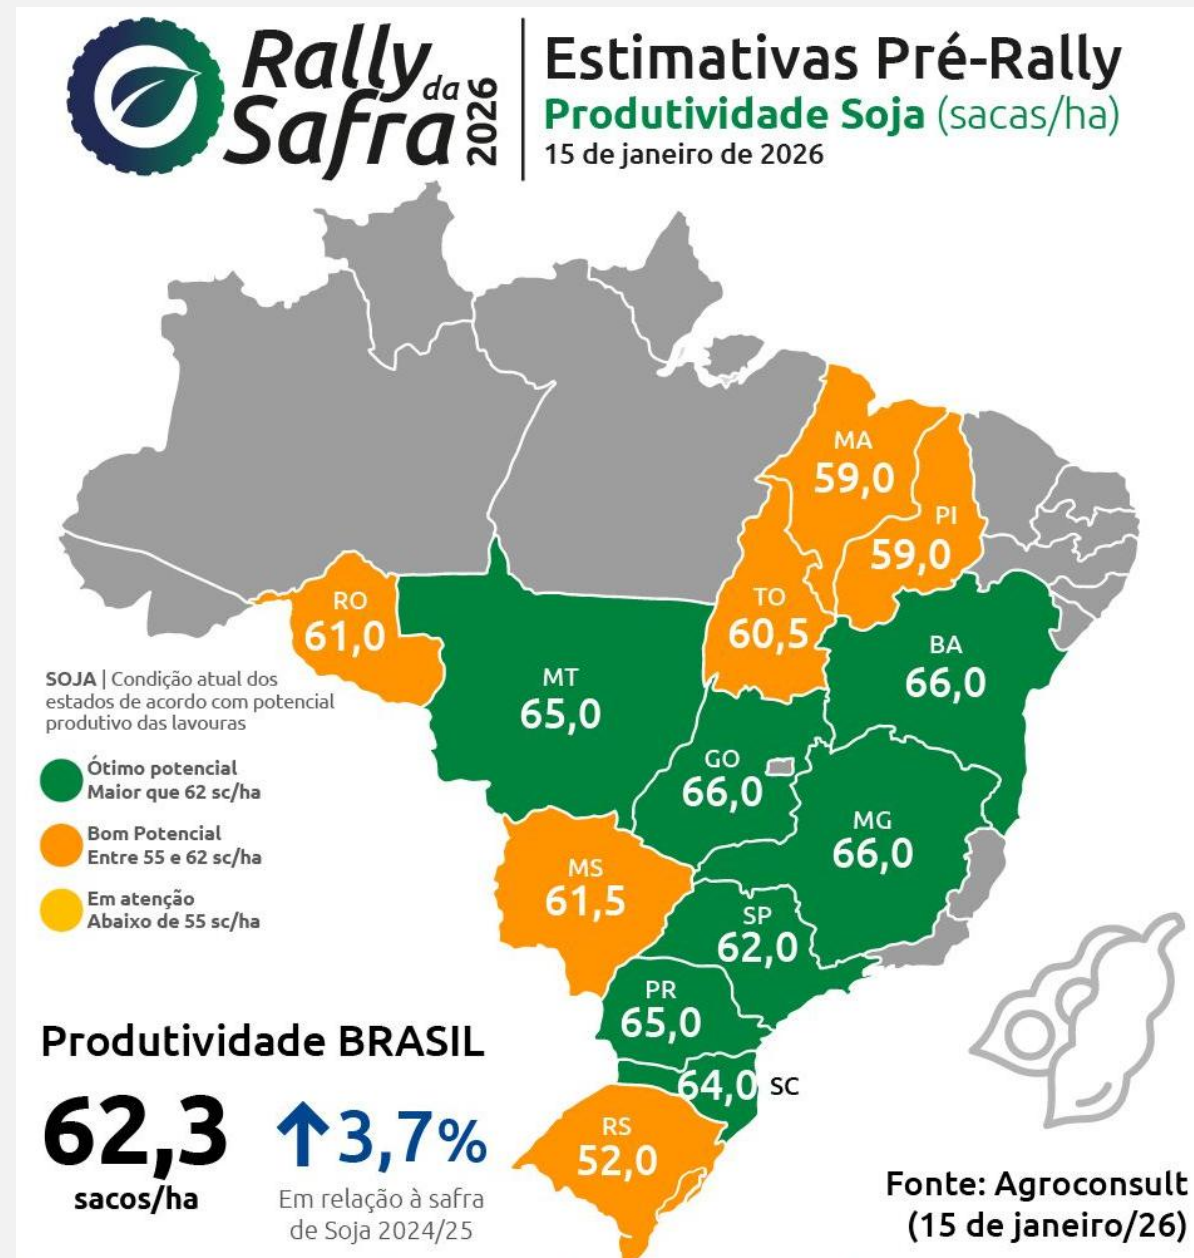 Rally da
Safra 2026
Estimativas Pré-Rally
Produtividade Soja (sacas/ha)
15 de janeiro de 2026
MA
59,0
PI
59,0
TO
60,5
RO
61,0
BA
66,0
MT
65,0
GO
66,0
MG
66,0
MS
61,5
SP
62,0
PR
65,0
64,0 SC
RS
52,0
SOJA | Condição atual dos
estados de acordo com potencial
produtivo das lavouras
Ótimo potencial
Maior que 62 sc/ha
Bom Potencial
Entre 55 e 62 sc/ha
Em atenção
Abaixo de 55 sc/ha
Produtividade BRASIL
62,3
sacos/ha
↑3,7%
Em relação à safra
de Soja 2024/25
Fonte: Agroconsult
(15 de janeiro/26)